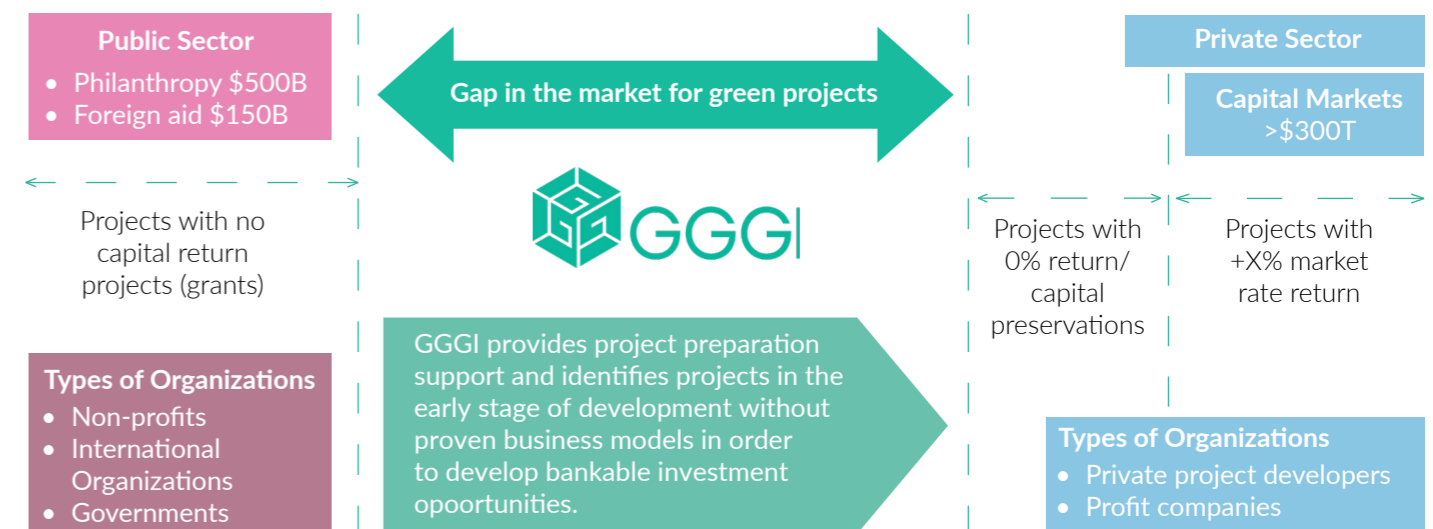 Public Sector
• Philanthropy $500B
• Foreign aid $150B
Projects with no
capital return
projects (grants)
Types of Organizations
• Non-profits
• International
Organizations
• Governments
Gap in the market for green projects
GGGI
GGGI provides project preparation
support and identifies projects in the
early stage of development without
proven business models in order
to develop bankable investment
opoortunities.
Private Sector
Capital Markets
>$300T
Projects with
0% return/
capital
preservations
Projects with
+X% market
rate return
Types of Organizations
• Private project developers
• Profit companies